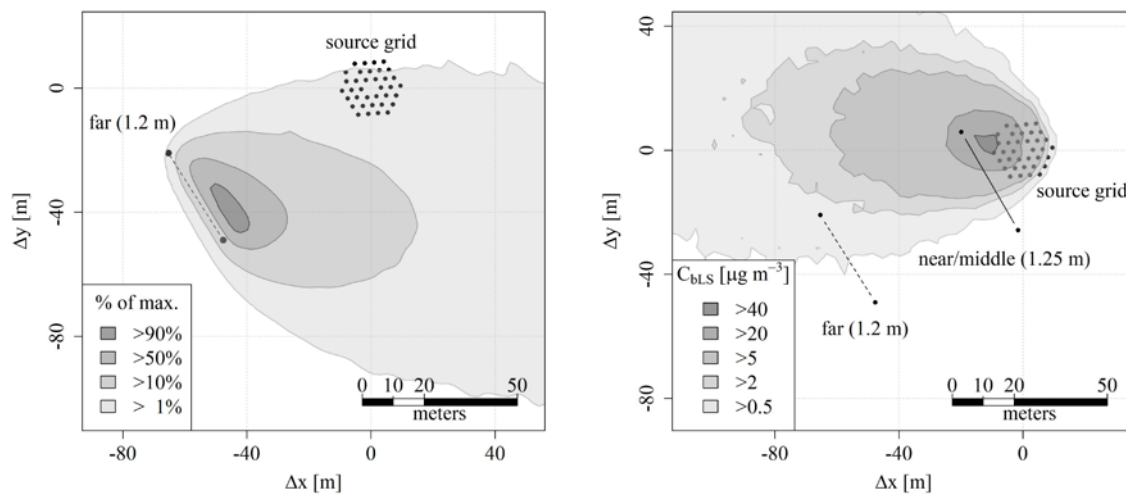 source grid
far (1.2 m)
Δy [m]
0
-40
-80
% of max.
>90%
>50%
>10%
> 1%
0 10 20 50
meters
-80 -40 0 40
Δx [m]
Δy [m]
40
0
-40
-80
source grid
near/middle (1.25 m)
far (1.2 m)
C_bLS [µg m⁻³]
>40
>20
>5
>2
>0.5
0 10 20 50
meters
-80 -40 0
Δx [m]